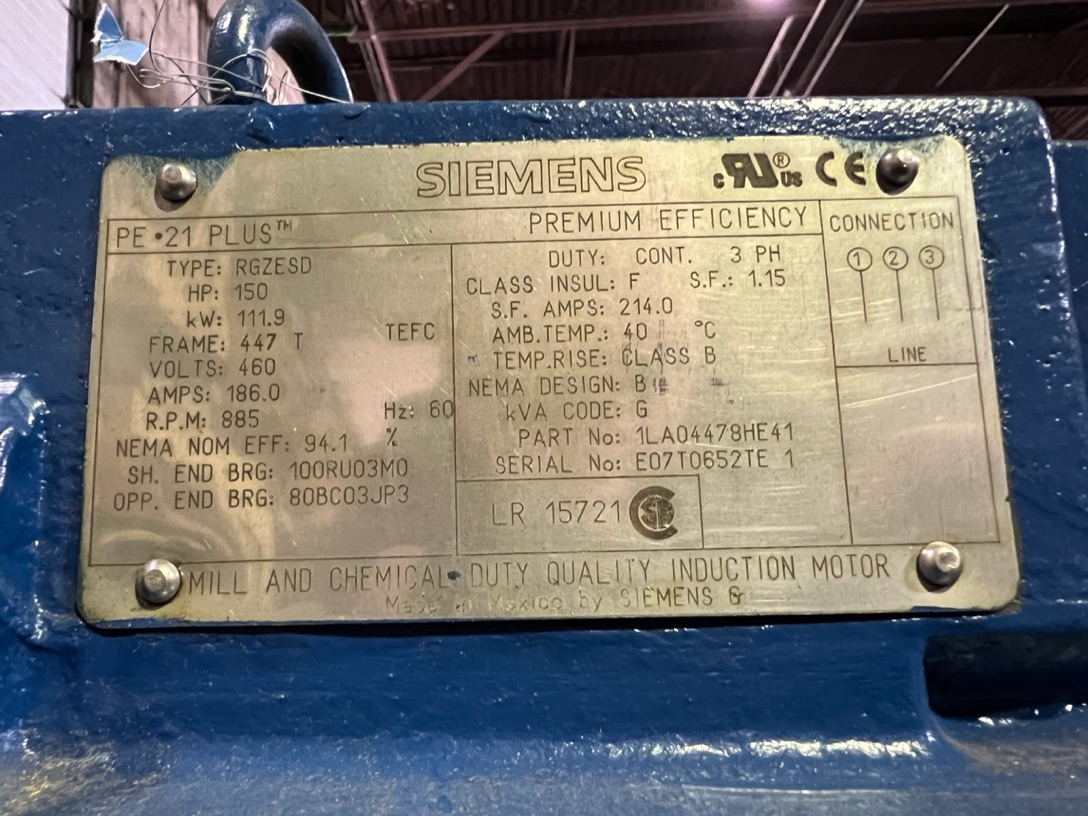 SIEMENS c RU ® US CE
PE•21 PLUS™ PREMIUM EFFICIENCY
TYPE: RGZESD
HP: 150
kW: 111.9
FRAME: 447 T TEFC
VOLTS: 460
AMPS: 186.0
R.P.M: 885 Hz: 60
NEMA NOM EFF: 94.1 %
SH. END BRG: 100RU03M0
OPP. END BRG: 80BC03JP3
DUTY: CONT. 3 PH
CLASS INSUL: F S.F.: 1.15
S.F. AMPS: 214.0
AMB.TEMP.: 40 °C
TEMP.RISE: CLASS B
NEMA DESIGN: B
kVA CODE: G
PART No: 1LA04478HE41
SERIAL No: E07T0652TE 1
LR 15721 SA
CONNECTION
1 2 3
LINE
MILL AND CHEMICAL DUTY QUALITY INDUCTION MOTOR
Made in Mexico by SIEMENS